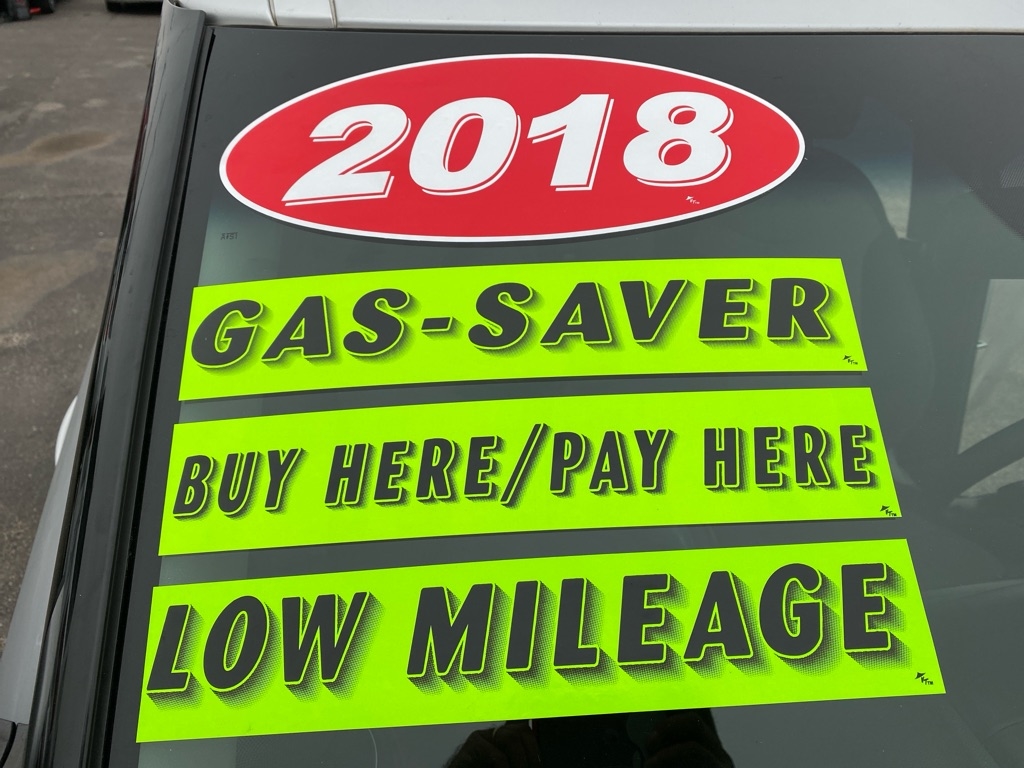 2018
GAS-SAVER
BUY HERE/PAY HERE
LOW MILEAGE